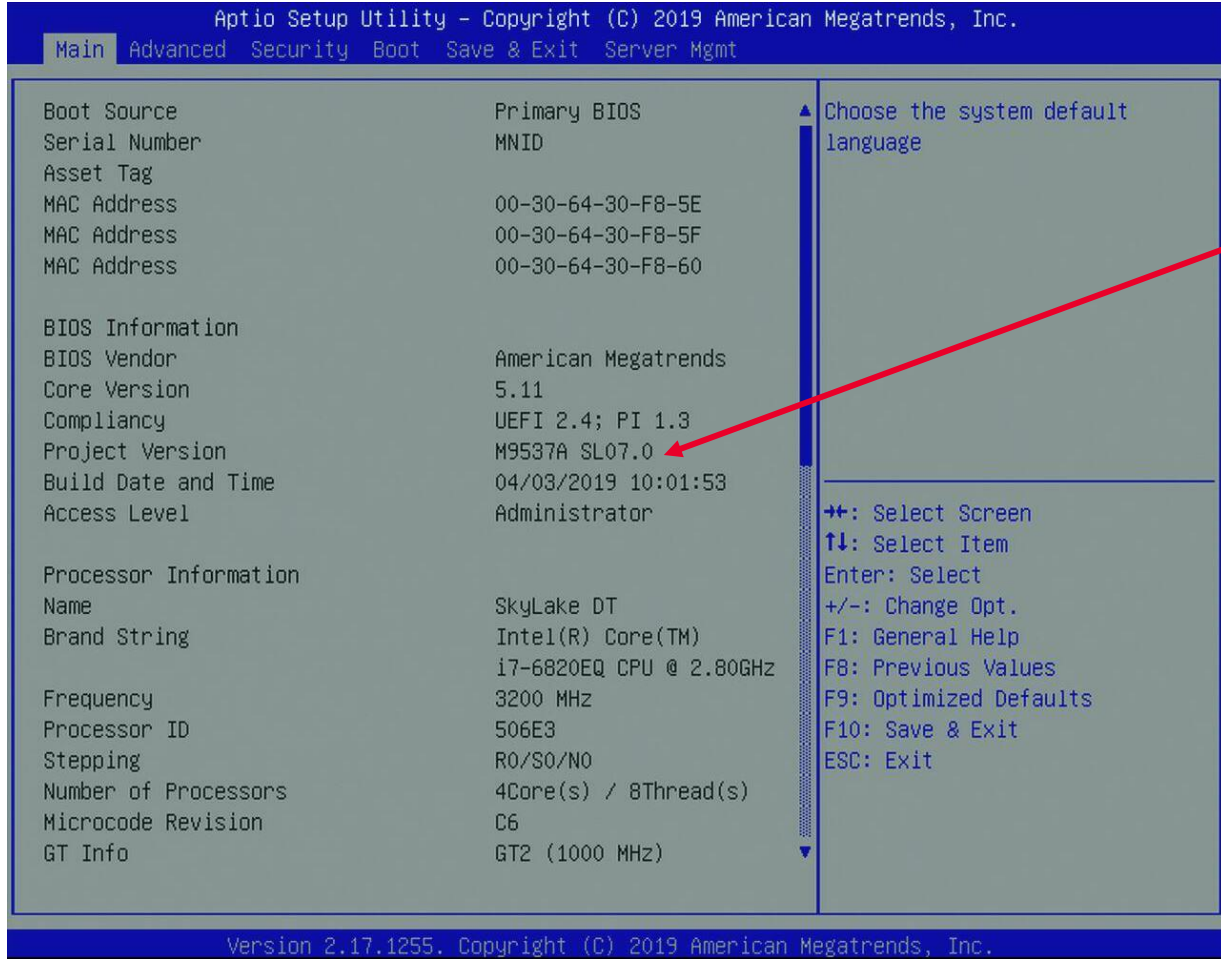 Aptio Setup Utility – Copyright (C) 2019 American Megatrends, Inc.
Main Advanced Security Boot Save & Exit Server Mgmt
Boot Source Primary BIOS
Serial Number MNID
Asset Tag
MAC Address 00-30-64-30-F8-5E
MAC Address 00-30-64-30-F8-5F
MAC Address 00-30-64-30-F8-60
BIOS Information
BIOS Vendor American Megatrends
Core Version 5.11
Compliancy UEFI 2.4; PI 1.3
Project Version M9537A SL07.0
Build Date and Time 04/03/2019 10:01:53
Access Level Administrator
Processor Information
Name SkyLake DT
Brand String Intel(R) Core(TM)
i7-6820EQ CPU @ 2.80GHz
Frequency 3200 MHz
Processor ID 506E3
Stepping R0/S0/N0
Number of Processors 4Core(s) / 8Thread(s)
Microcode Revision C6
GT Info GT2 (1000 MHz)
Choose the system default
language
→←: Select Screen
↑↓: Select Item
Enter: Select
+/-: Change Opt.
F1: General Help
F8: Previous Values
F9: Optimized Defaults
F10: Save & Exit
ESC: Exit
Version 2.17.1255. Copyright (C) 2019 American Megatrends, Inc.